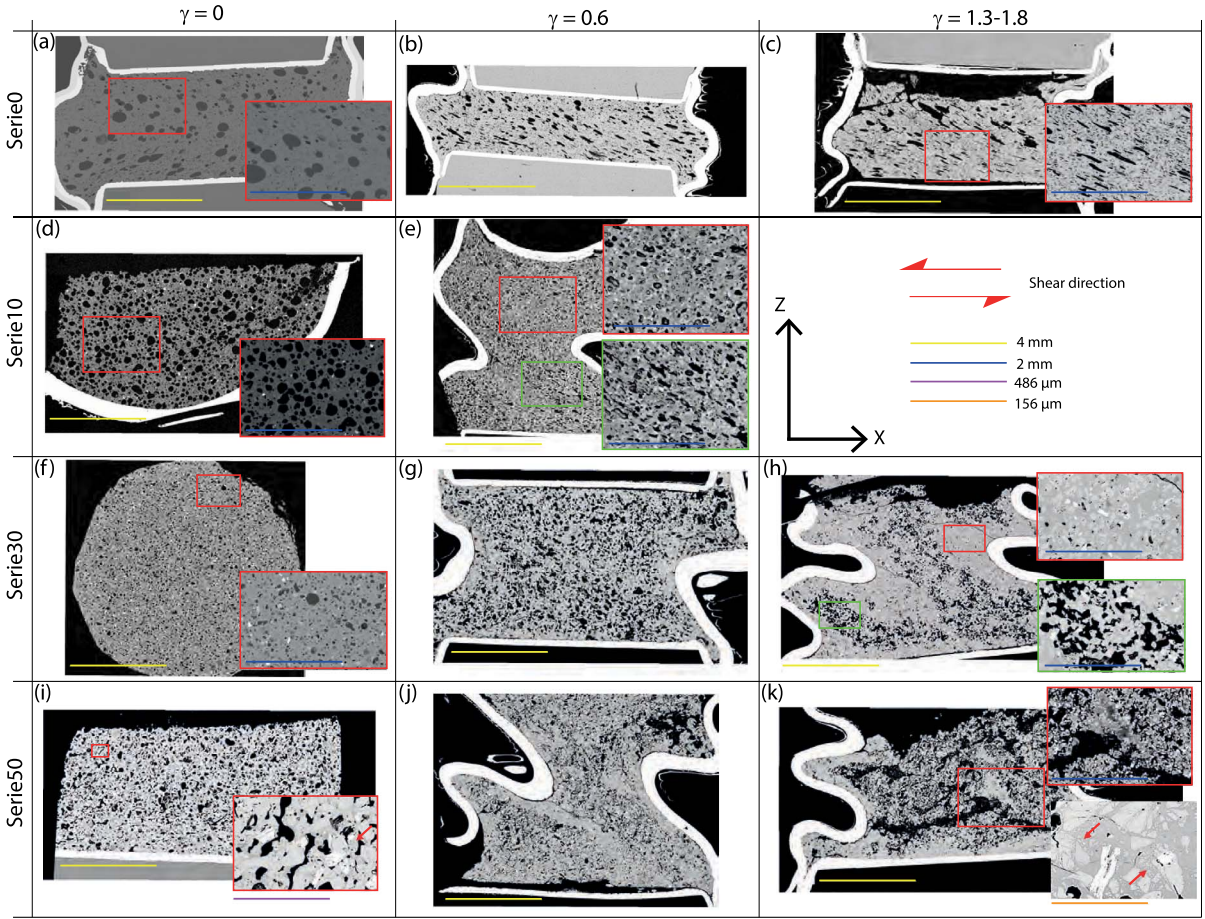 γ = 0
γ = 0.6
γ = 1.3-1.8
Serie0
(a)
(b)
(c)
Serie10
(d)
(e)
Z
X
Shear direction
4 mm
2 mm
486 µm
156 µm
Serie30
(f)
(g)
(h)
Serie50
(i)
(j)
(k)